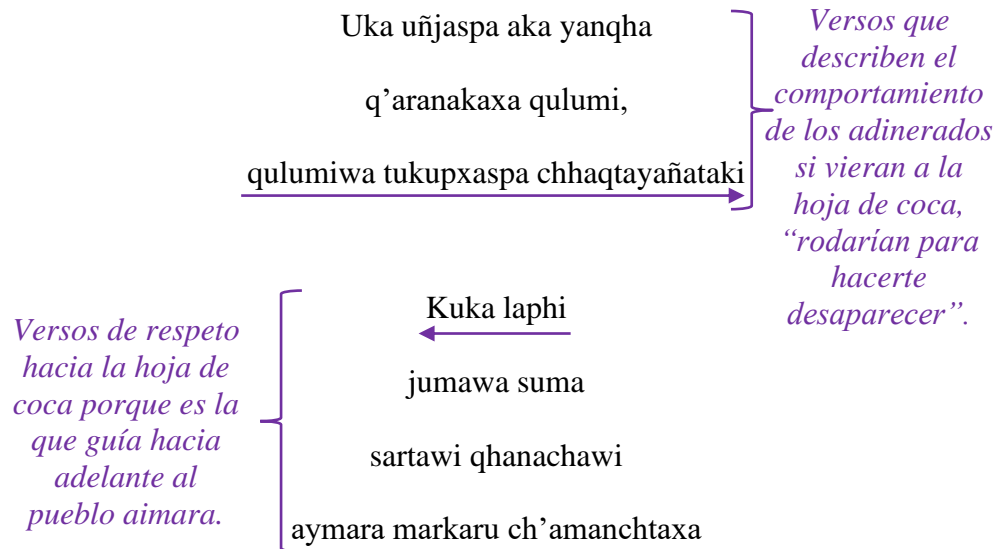 Uka uñjaspa aka yanqha
q’aranakaxa qulumi,
qulumiwa tukupxaspa chhaqtayañataki
Versos que
describen el
comportamiento
de los adinerados
si vieran a la
hoja de coca,
“rodarían para
hacerte
desaparecer”.
Versos de respeto
hacia la hoja de
coca porque es la
que guía hacia
adelante al
pueblo aimara.
Kuka laphi
jumawa suma
sartawi qhanachawi
aymara markaru ch’amanchtaxa